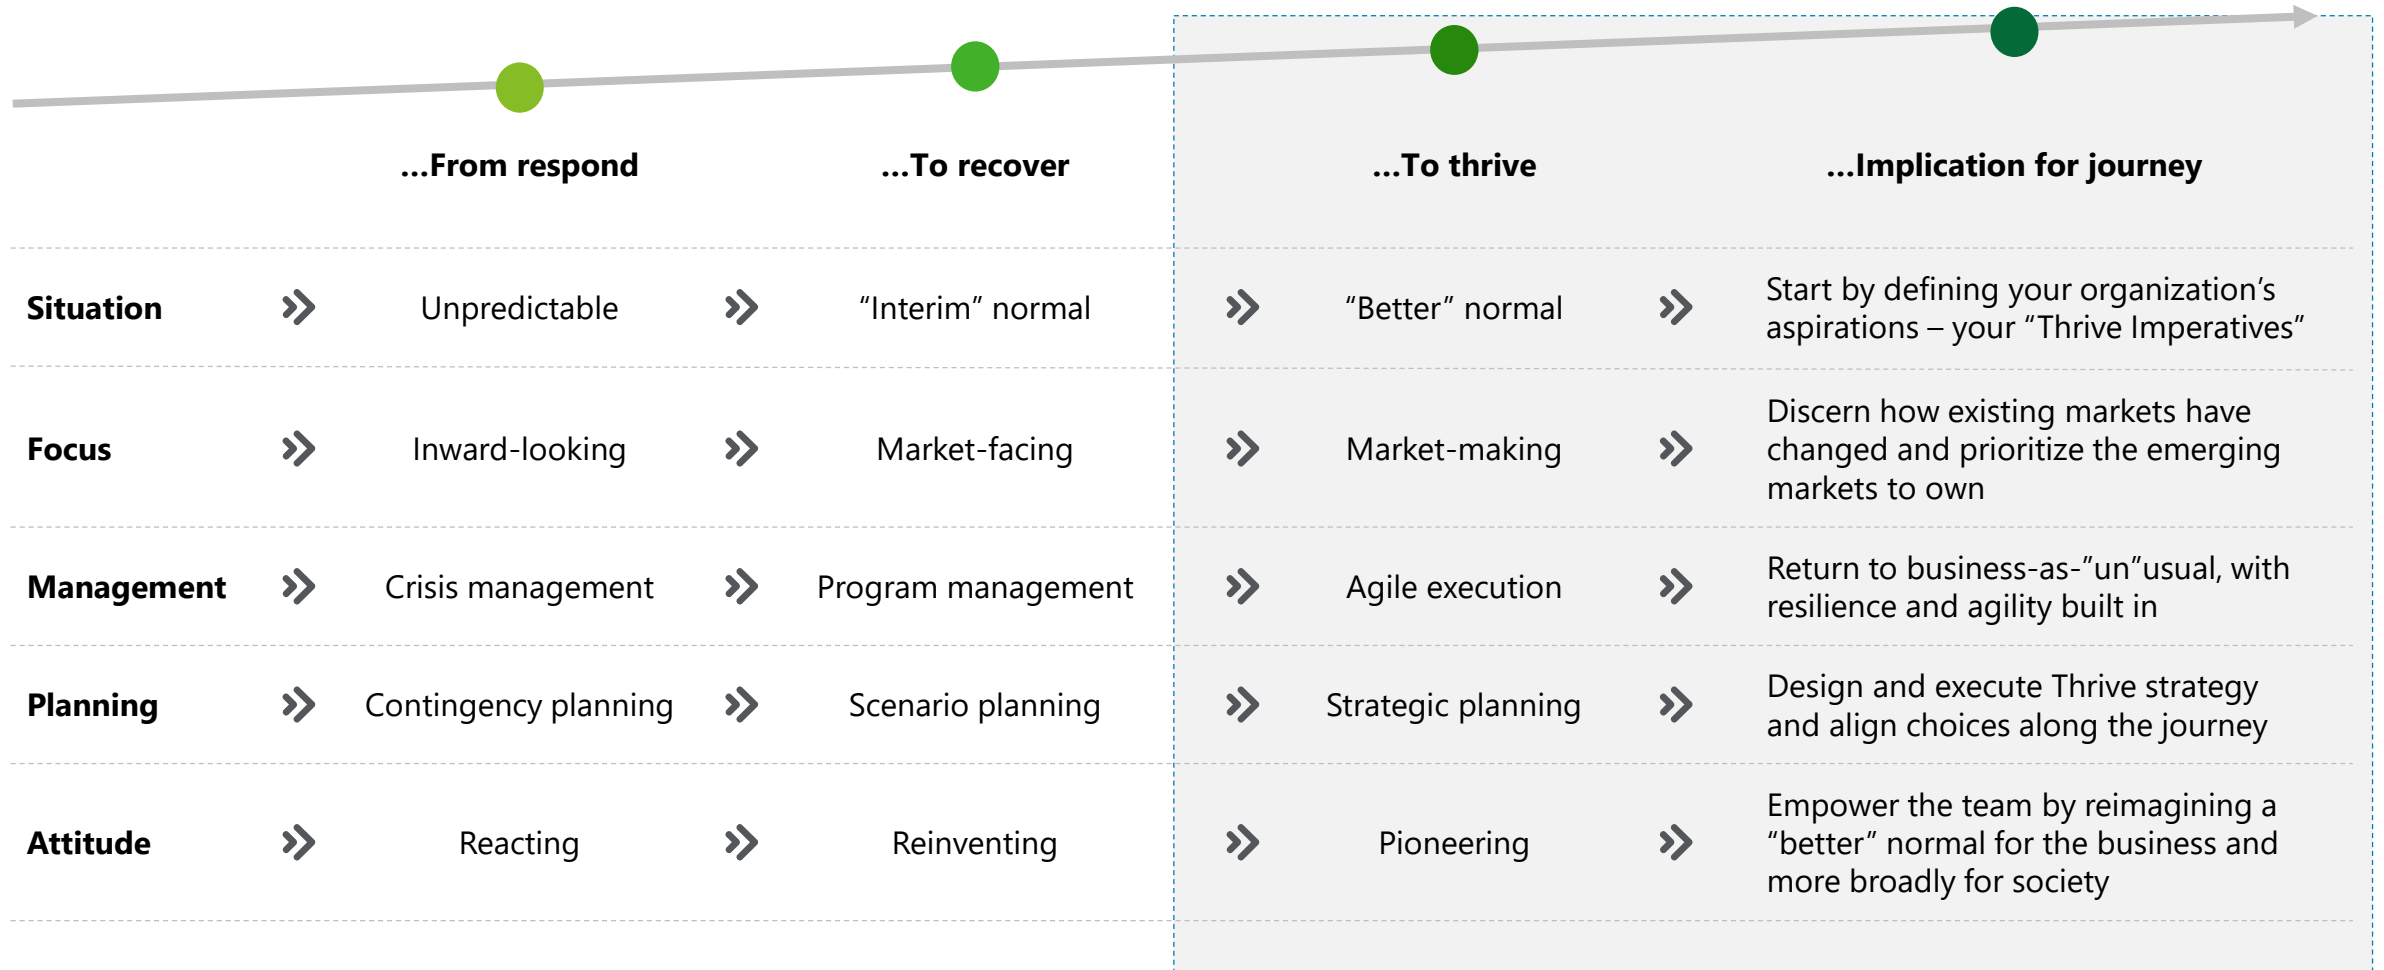 ...From respond
...To recover
...To thrive
...Implication for journey
Situation
Unpredictable
“Interim” normal
“Better” normal
Start by defining your organization’s
aspirations – your “Thrive Imperatives”
Focus
Inward-looking
Market-facing
Market-making
Discern how existing markets have
changed and prioritize the emerging
markets to own
Management
Crisis management
Program management
Agile execution
Return to business-as-”un”usual, with
resilience and agility built in
Planning
Contingency planning
Scenario planning
Strategic planning
Design and execute Thrive strategy
and align choices along the journey
Attitude
Reacting
Reinventing
Pioneering
Empower the team by reimagining a
“better” normal for the business and
more broadly for society